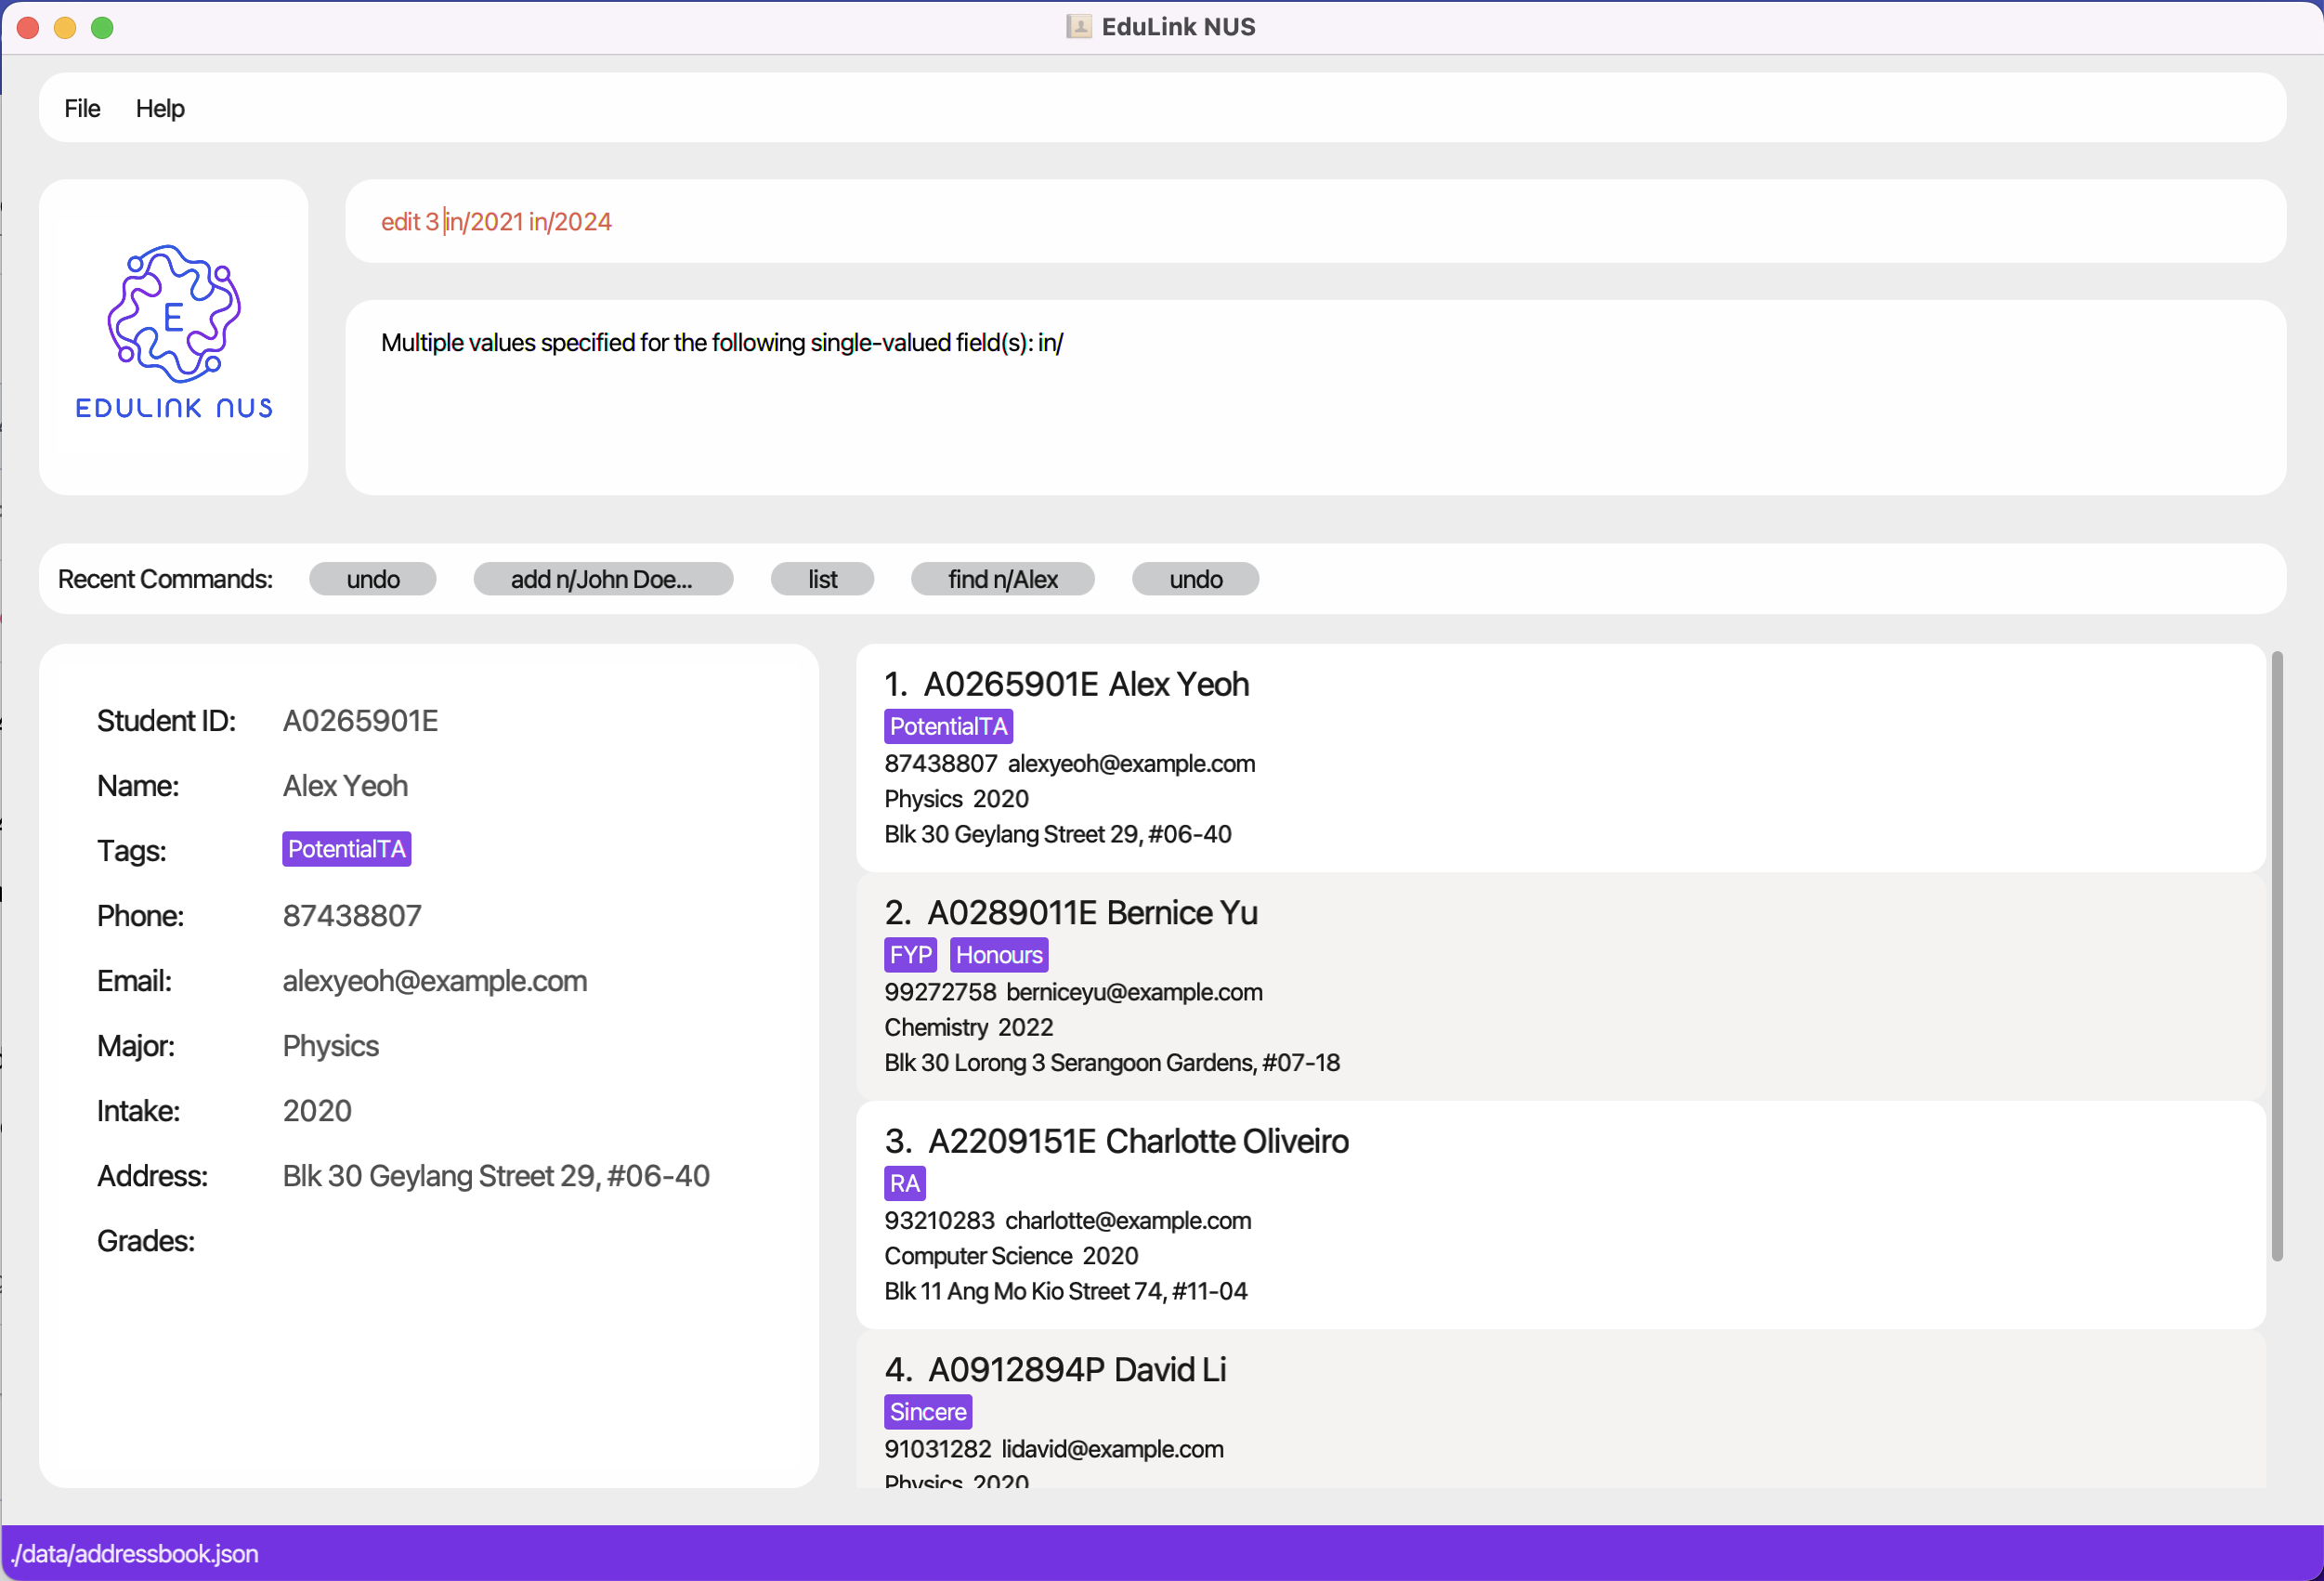 EduLink NUS
File Help
edit 3 in/2021 in/2024
E
EDULINK NUS
Multiple values specified for the following single-valued field(s): in/
Recent Commands: undo add n/John Doe... list find n/Alex undo
Student ID: A0265901E
Name: Alex Yeoh
Tags: PotentialTA
Phone: 87438807
Email: alexyeoh@example.com
Major: Physics
Intake: 2020
Address: Blk 30 Geylang Street 29, #06-40
Grades:
1. A0265901E Alex Yeoh
PotentialTA
87438807 alexyeoh@example.com
Physics 2020
Blk 30 Geylang Street 29, #06-40
2. A0289011E Bernice Yu
FYP Honours
99272758 berniceyu@example.com
Chemistry 2022
Blk 30 Lorong 3 Serangoon Gardens, #07-18
3. A2209151E Charlotte Oliveiro
RA
93210283 charlotte@example.com
Computer Science 2020
Blk 11 Ang Mo Kio Street 74, #11-04
4. A0912894P David Li
Sincere
91031282 lidavid@example.com
Physics 2020
./data/addressbook.json